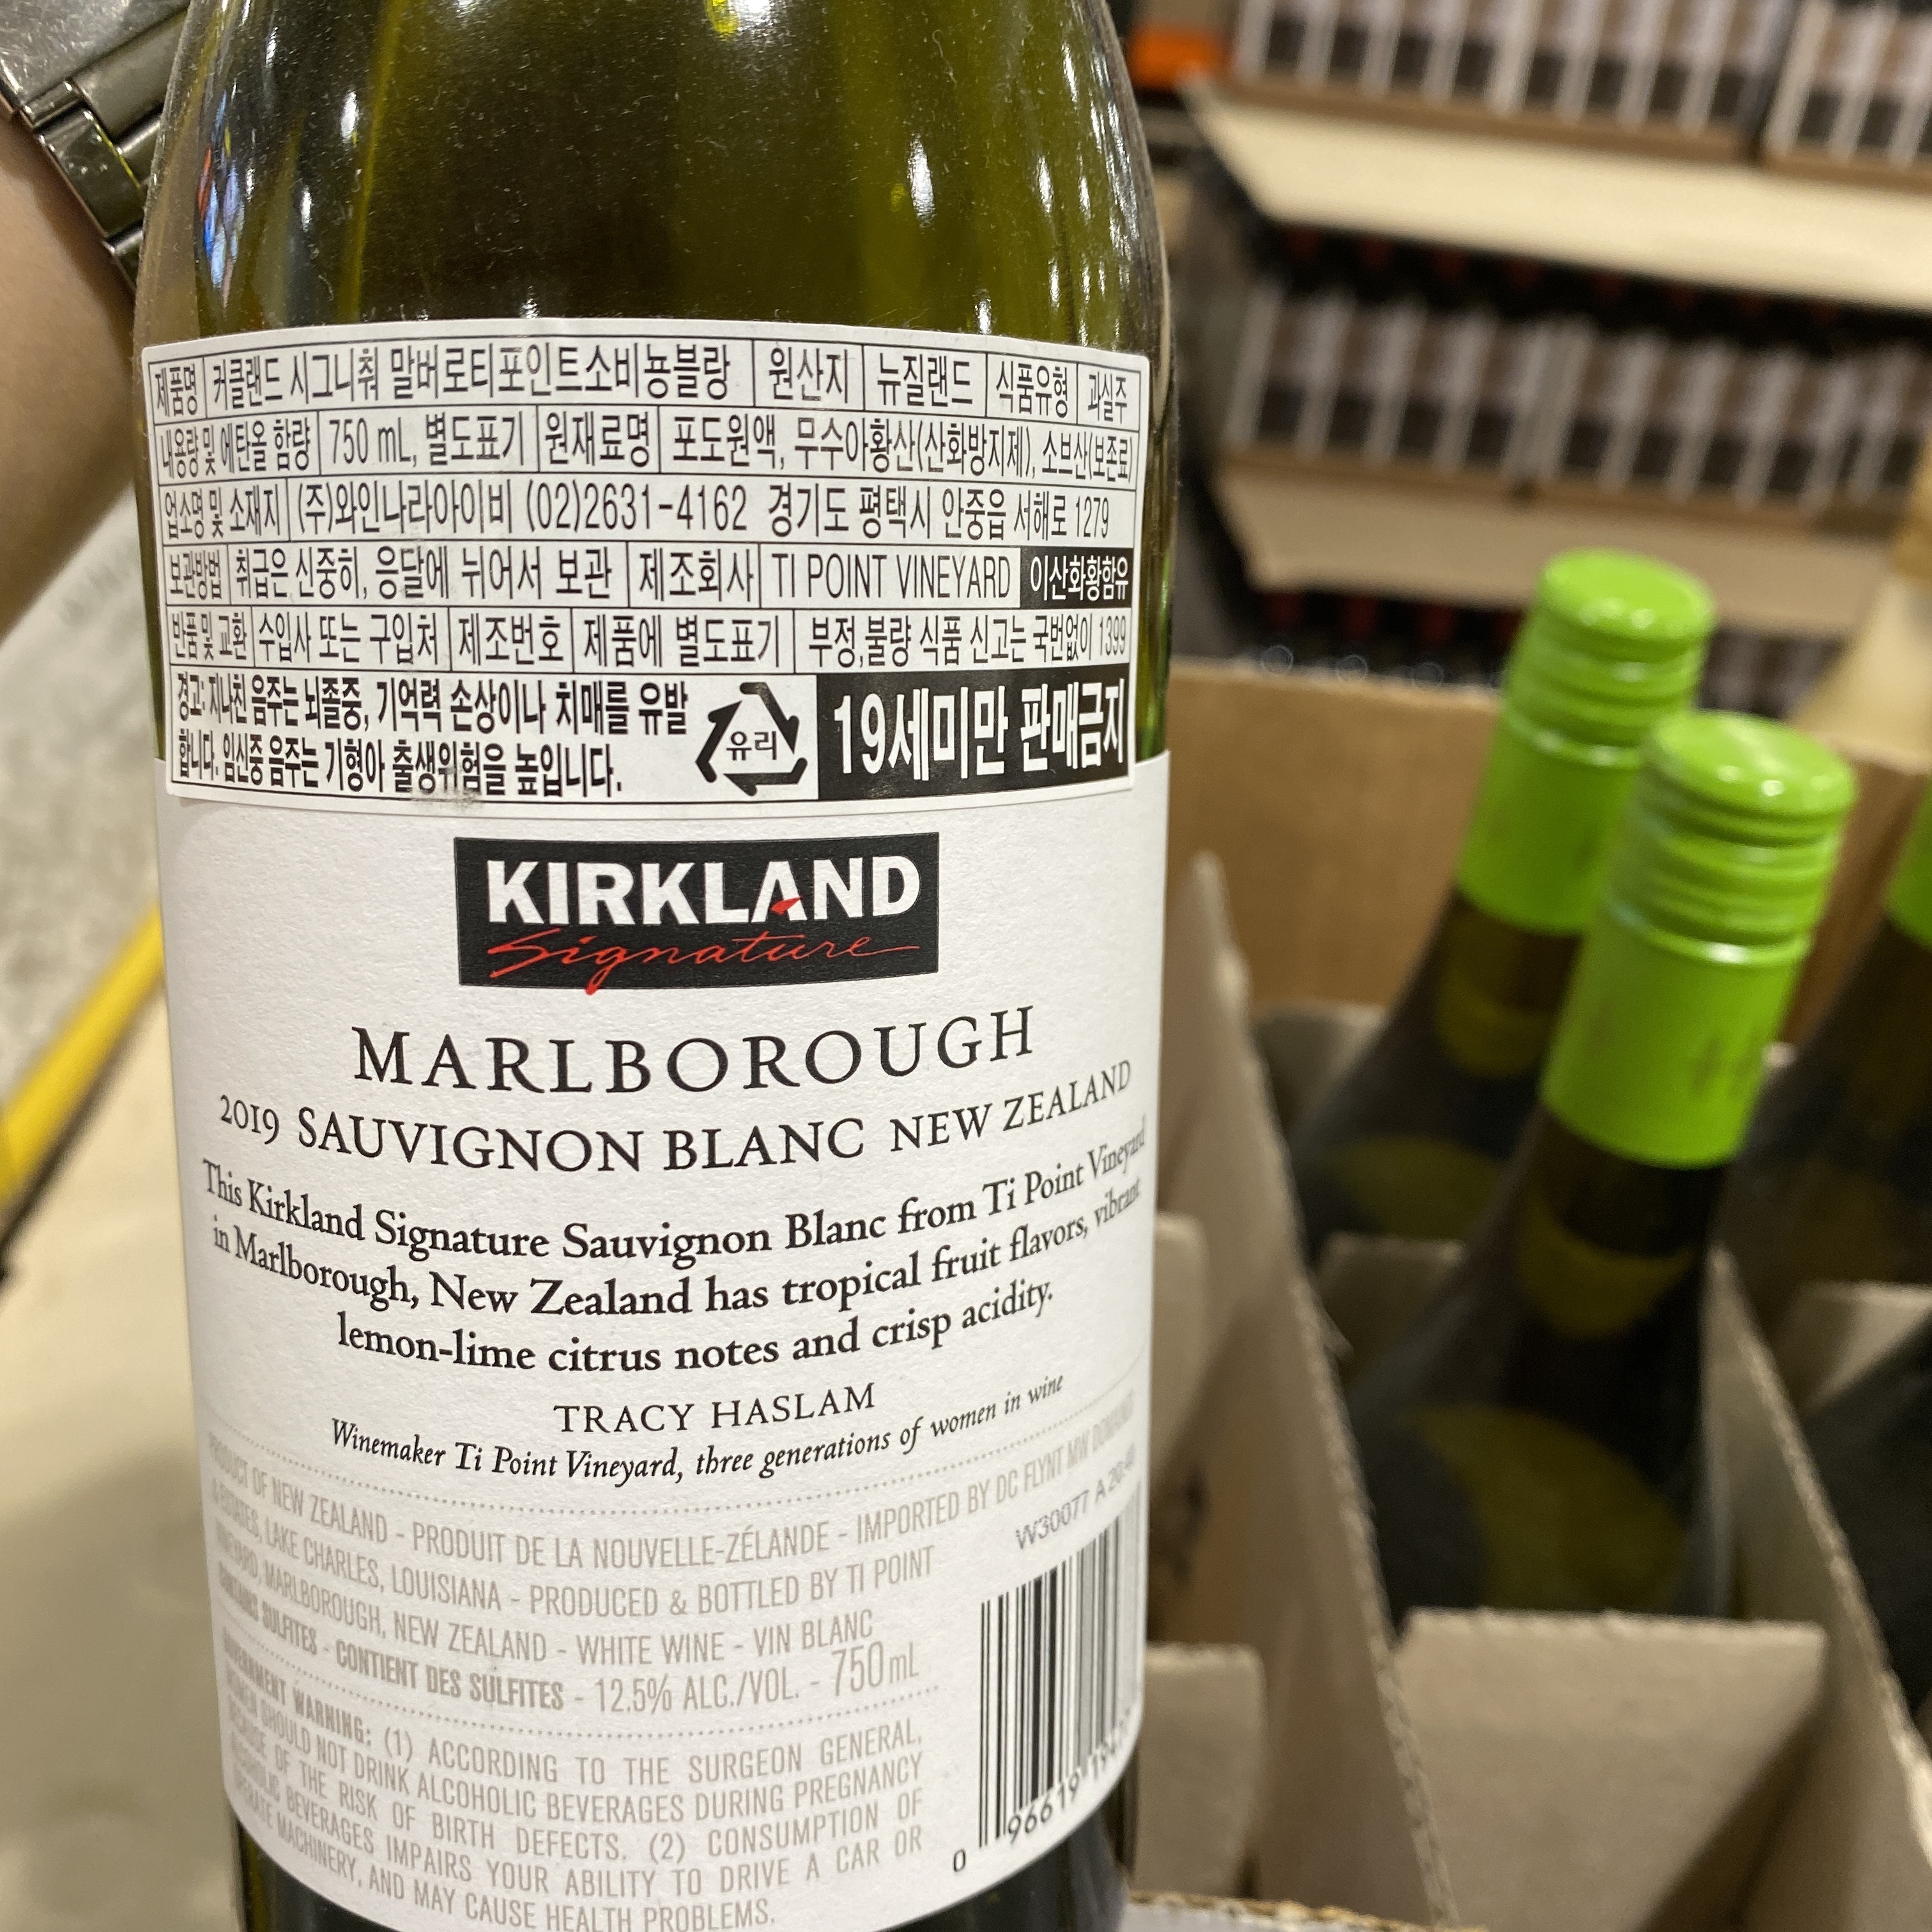 제품명 커클랜드 시그니춰 말버로티포인트소비뇽블랑 원산지 뉴질랜드 식품유형 과실주
내용량 및 에탄올 함량 750 mL, 별도표기 원재료명 포도원액, 무수아황산(산화방지제), 소브산(보존료)
업소명 및 소재지 (주)와인나라아이비 (02)2631-4162 경기도 평택시 안중읍 서해로 1279
보관방법 취급은 신중히, 응달에 뉘어서 보관 제조회사 TI POINT VINEYARD 이산화황함유
반품 및 교환 수입사 또는 구입처 제조번호 제품에 별도표기 부정,불량 식품 신고는 국번없이 1399
경고: 지나친 음주는 뇌졸중, 기억력 손상이나 치매를 유발
합니다. 임신중 음주는 기형아 출생위험을 높입니다.
유리
19세미만 판매금지
KIRKLAND
Signature
MARLBOROUGH
2019 SAUVIGNON BLANC NEW ZEALAND
This Kirkland Signature Sauvignon Blanc from Ti Point Vineyard
in Marlborough, New Zealand has tropical fruit flavors, vibrant
lemon-lime citrus notes and crisp acidity.
TRACY HASLAM
Winemaker Ti Point Vineyard, three generations of women in wine
PRODUCT OF NEW ZEALAND - PRODUIT DE LA NOUVELLE-ZÉLANDE - IMPORTED BY DC FLYNT MW DOMAINES
& ESTATES, LAKE CHARLES, LOUISIANA - PRODUCED & BOTTLED BY TI POINT
VINEYARD, MARLBOROUGH, NEW ZEALAND - WHITE WINE - VIN BLANC
CONTAINS SULFITES - CONTIENT DES SULFITES - 12.5% ALC./VOL. - 750mL
W30077 A
GOVERNMENT WARNING: (1) ACCORDING TO THE SURGEON GENERAL,
WOMEN SHOULD NOT DRINK ALCOHOLIC BEVERAGES DURING PREGNANCY
BECAUSE OF THE RISK OF BIRTH DEFECTS. (2) CONSUMPTION OF
ALCOHOLIC BEVERAGES IMPAIRS YOUR ABILITY TO DRIVE A CAR OR
OPERATE MACHINERY, AND MAY CAUSE HEALTH PROBLEMS.
0 96619